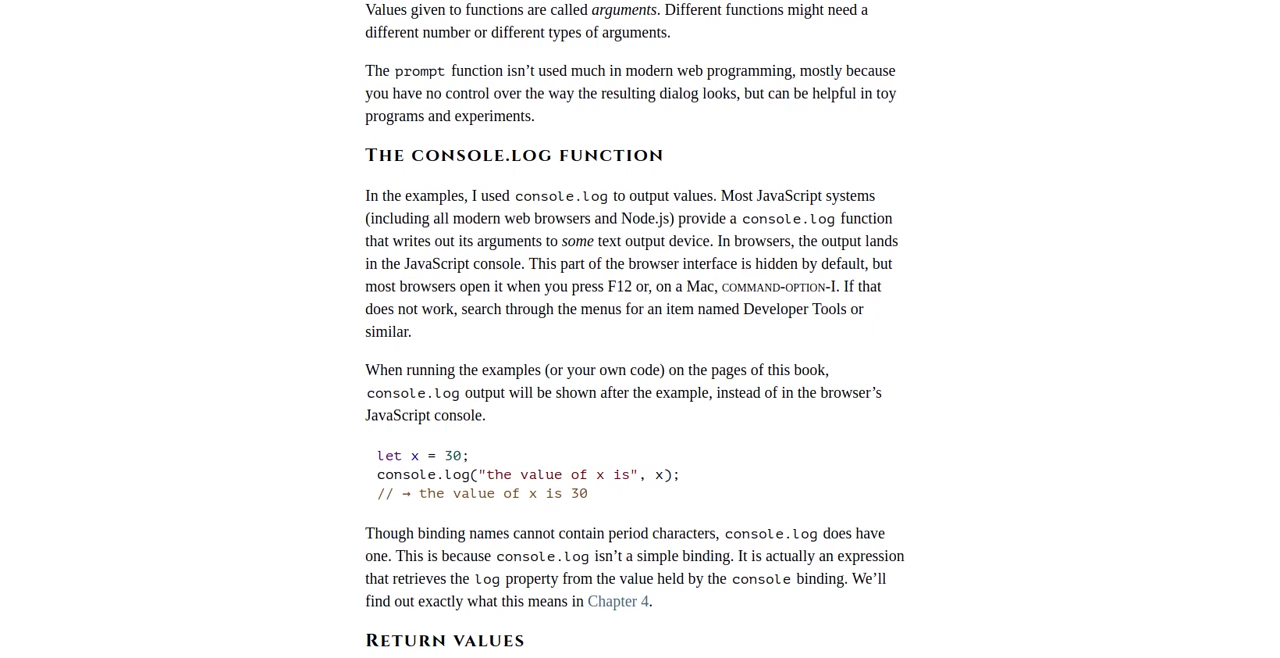 Values given to functions are called arguments. Different functions might need a
different number or different types of arguments.
The prompt function isn’t used much in modern web programming, mostly because
you have no control over the way the resulting dialog looks, but can be helpful in toy
programs and experiments.
The console.log function
In the examples, I used console.log to output values. Most JavaScript systems
(including all modern web browsers and Node.js) provide a console.log function
that writes out its arguments to some text output device. In browsers, the output lands
in the JavaScript console. This part of the browser interface is hidden by default, but
most browsers open it when you press F12 or, on a Mac, command-option-I. If that
does not work, search through the menus for an item named Developer Tools or
similar.
When running the examples (or your own code) on the pages of this book,
console.log output will be shown after the example, instead of in the browser’s
JavaScript console.
let x = 30;
console.log("the value of x is", x);
// → the value of x is 30
Though binding names cannot contain period characters, console.log does have
one. This is because console.log isn’t a simple binding. It is actually an expression
that retrieves the log property from the value held by the console binding. We’ll
find out exactly what this means in Chapter 4.
Return values